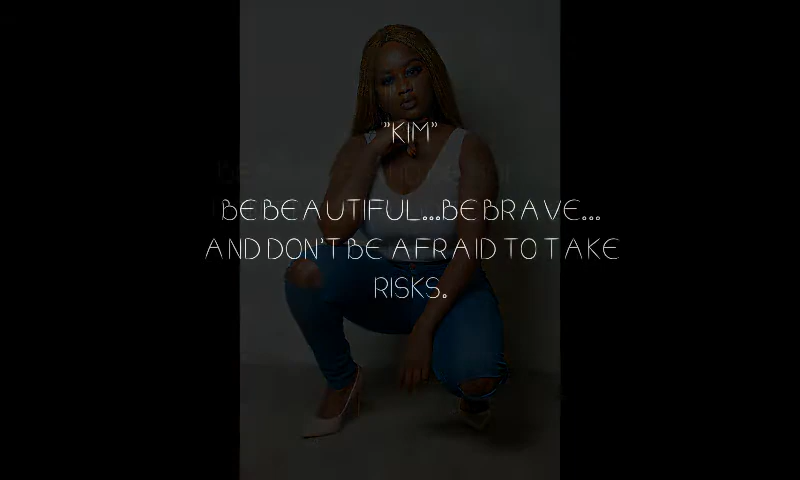 "KIM"
BE BEAUTIFUL...BE BRAVE...
AND DON'T BE AFRAID TO TAKE
RISKS.